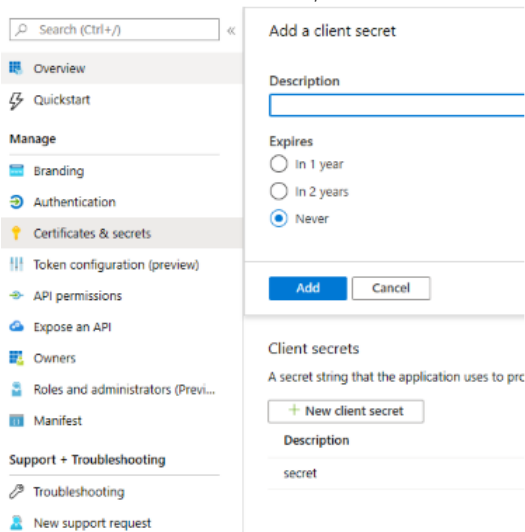 Search (Ctrl+/)
«
Overview
Quickstart
Manage
Branding
Authentication
Certificates & secrets
Token configuration (preview)
API permissions
Expose an API
Owners
Roles and administrators (Previ...
Manifest
Support + Troubleshooting
Troubleshooting
New support request
Add a client secret
Description
Expires
In 1 year
In 2 years
Never
Add
Cancel
Client secrets
A secret string that the application uses to pro
+ New client secret
Description
secret